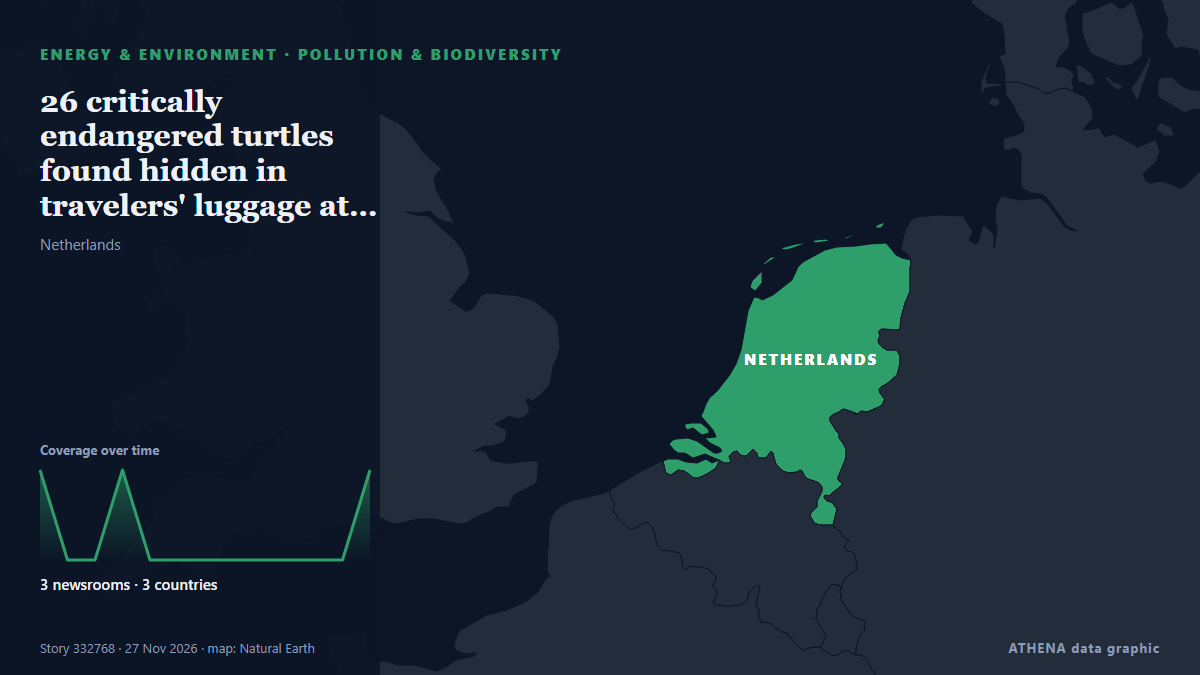 ENERGY & ENVIRONMENT · POLLUTION & BIODIVERSITY
26 critically
endangered turtles
found hidden in
travelers' luggage at...
Netherlands
NETHERLANDS
Coverage over time
3 newsrooms · 3 countries
Story 332768 · 27 Nov 2026 · map: Natural Earth
ATHENA data graphic